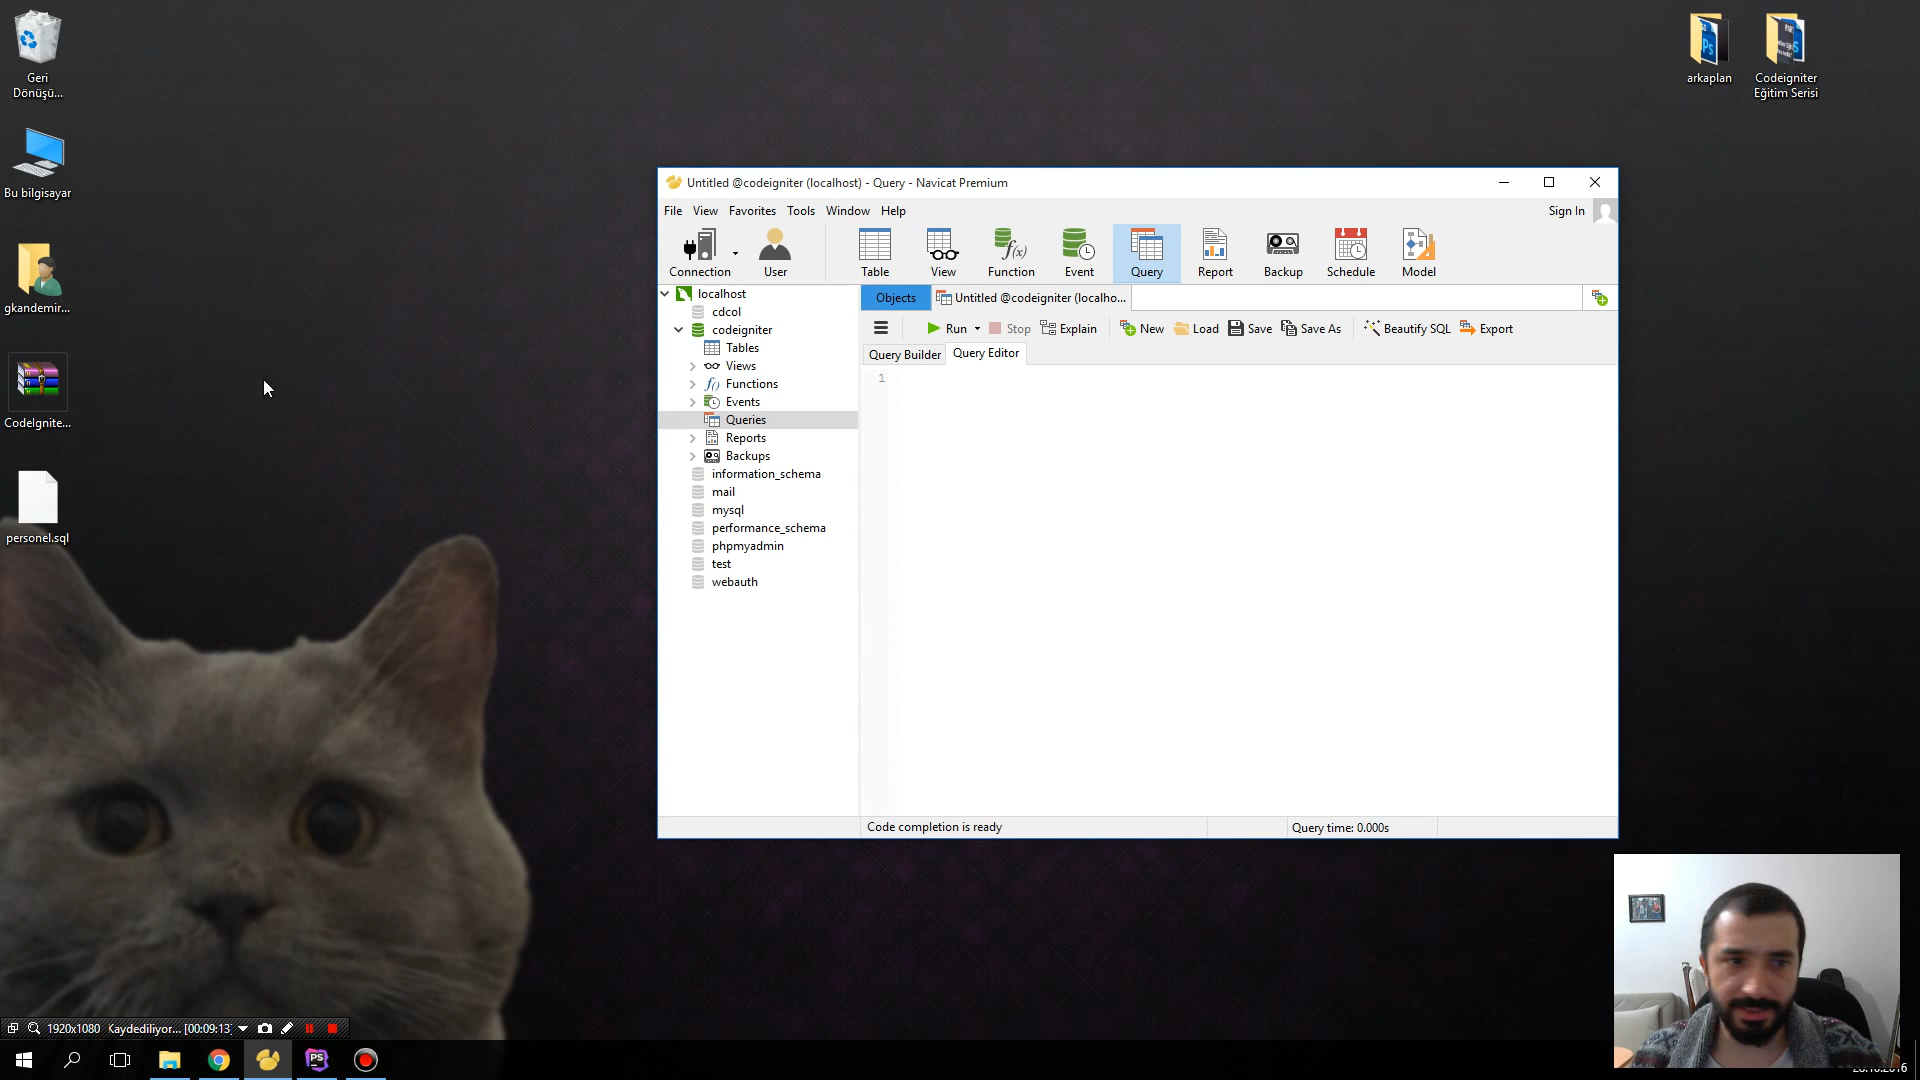 Geri
Dönüşü...
Bu bilgisayar
gkandemir...
CodeIgnite...
personel.sql
arkaplan
Codeigniter
Eğitim Serisi
Untitled @codeigniter (localhost) - Query - Navicat Premium
File View Favorites Tools Window Help
Sign In
Connection User Table View Function Event Query Report Backup Schedule Model
localhost
cdcol
codeigniter
Tables
Views
Functions
Events
Queries
Reports
Backups
information_schema
mail
mysql
performance_schema
phpmyadmin
test
webauth
Objects Untitled @codeigniter (localho...
Run Stop Explain New Load Save Save As Beautify SQL Export
Query Builder Query Editor
1
Code completion is ready
Query time: 0.000s
1920x1080 Kaydediliyor... [00:09:13]